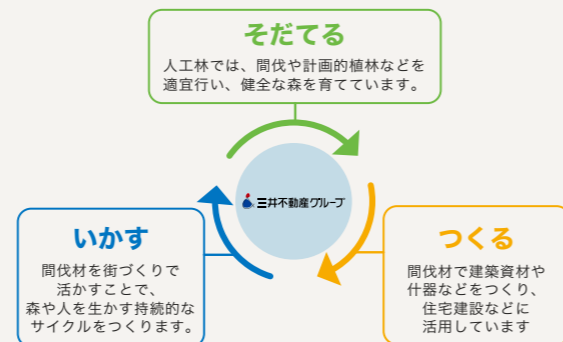 そだてる
人工林では、間伐や計画的植林などを
適宜行い、健全な森を育てています。
三井不動産グループ
いかす
間伐材を街づくりで
活かすことで、
森や人を生かす持続的な
サイクルをつくります。
つくる
間伐材で建築資材や
什器などをつくり、
住宅建設などに
活用しています